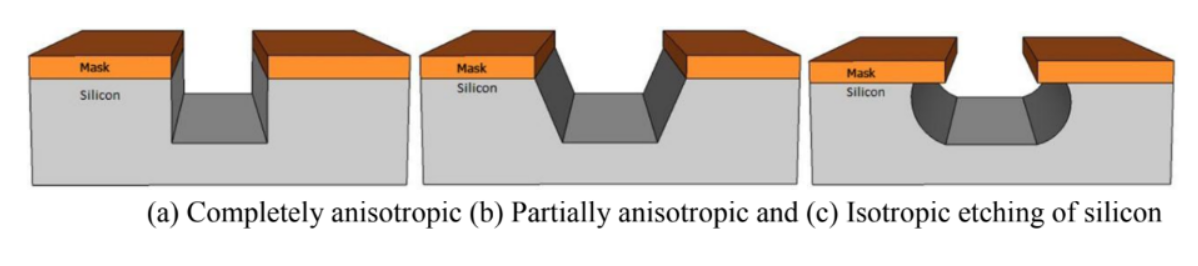 Mask
Silicon
Mask
Silicon
Mask
Silicon
(a) Completely anisotropic (b) Partially anisotropic and (c) Isotropic etching of silicon